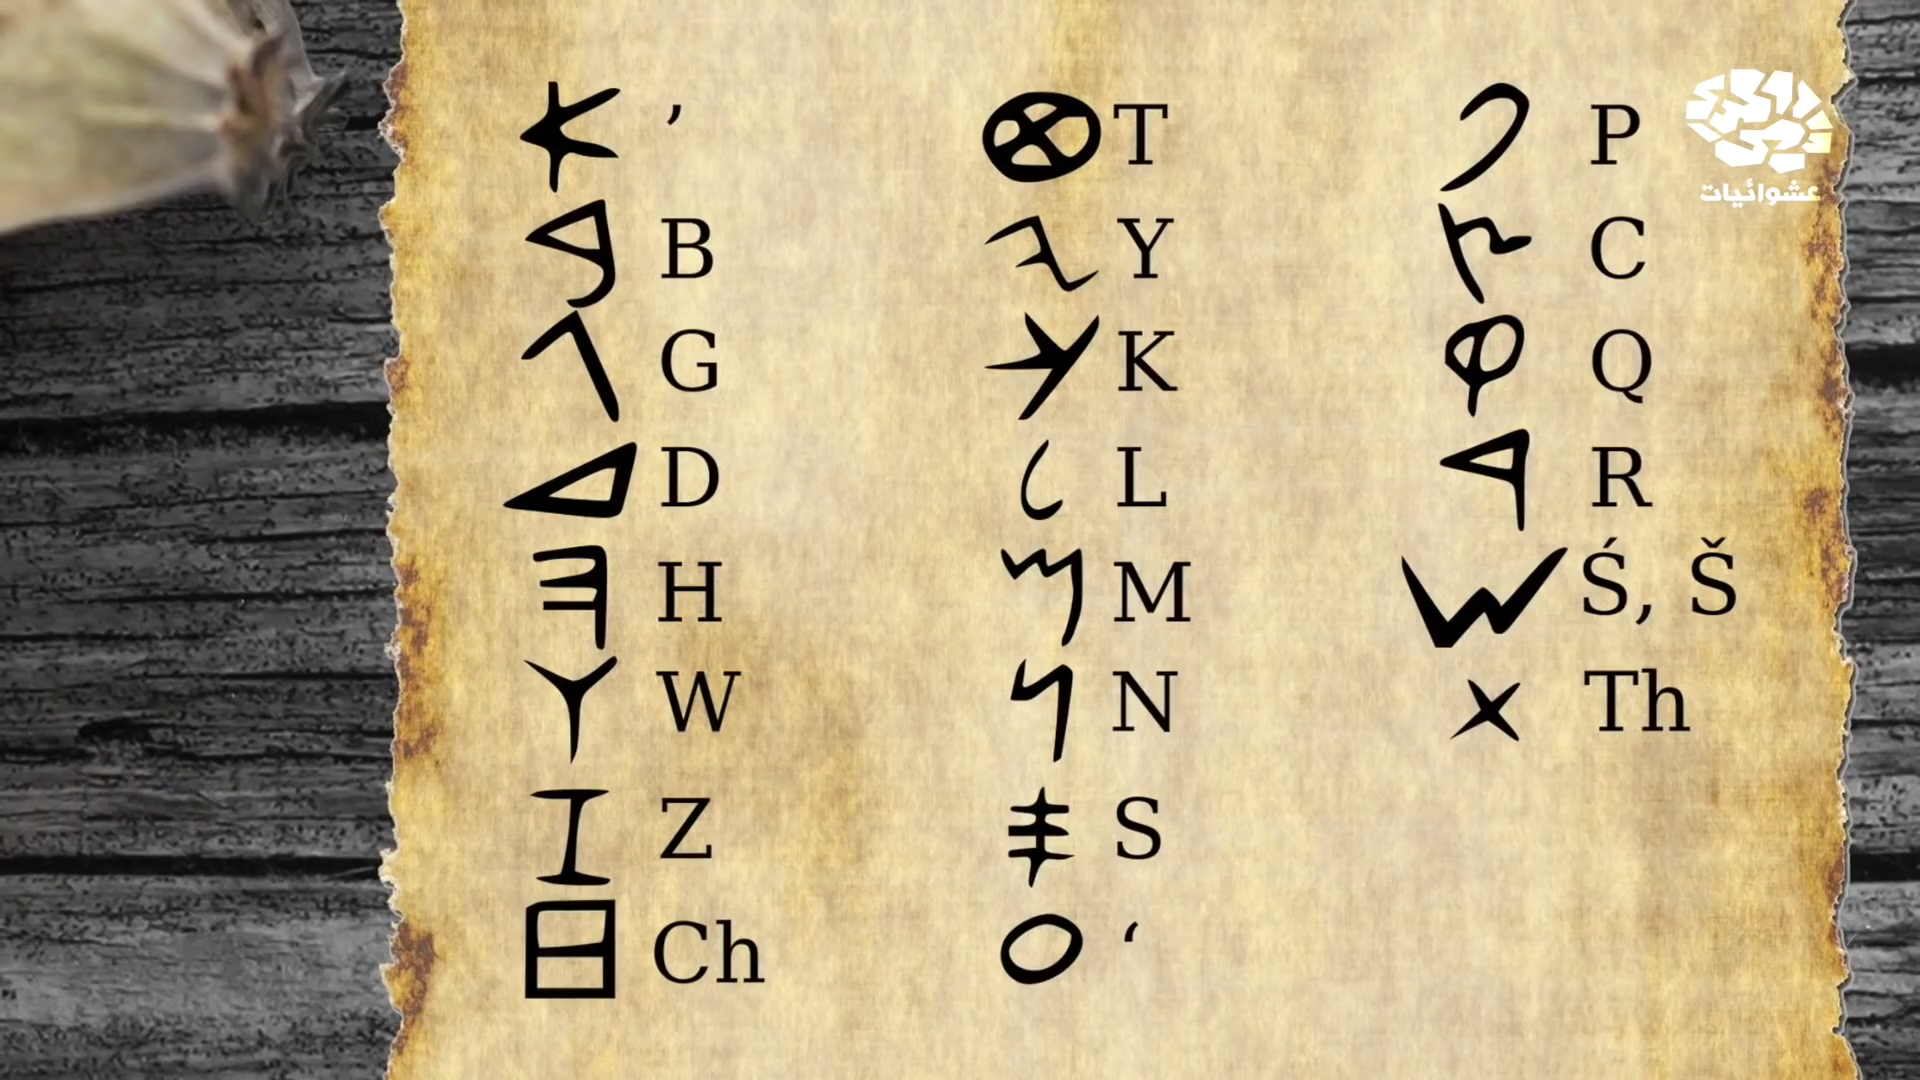 𐤀 ’
𐤁 B
𐤂 G
𐤃 D
𐤄 H
𐤅 W
𐤆 Z
𐤇 Ch
𐤈 T
𐤉 Y
𐤊 K
𐤋 L
𐤌 M
𐤍 N
𐤎 S
𐤏 ‘
𐤐 P
𐤑 C
𐤒 Q
𐤓 R
𐤔 Ś, Š
𐤕 Th
عشوائيات